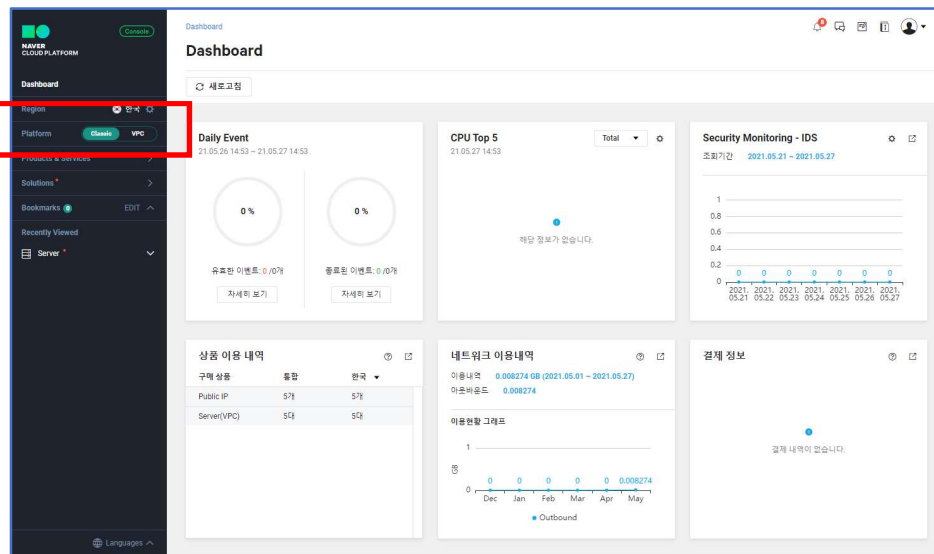 NAVER
CLOUD PLATFORM
Console
Dashboard
Region 한국
Platform Classic VPC
Products & Services
Solutions
Bookmarks 0 EDIT
Recently Viewed
Server
Languages
Dashboard
8
Dashboard
새로고침
Daily Event
21.05.26 14:53 ~ 21.05.27 14:53
0 % 0 %
유효한 이벤트: 0 /0개 종료된 이벤트: 0 /0개
자세히 보기 자세히 보기
CPU Top 5 Total
21.05.27 14:53
해당 정보가 없습니다.
Security Monitoring - IDS
조회기간 2021.05.21 ~ 2021.05.27
1
0.8
0.6
0.4
0.2
0 0 0 0 0 0 0
0
2021. 2021. 2021. 2021. 2021. 2021. 2021.
05.21 05.22 05.23 05.24 05.25 05.26 05.27
상품 이용 내역
구매 상품 통합 한국
Public IP 5개 5개
Server(VPC) 5대 5대
네트워크 이용내역
이용내역 0.008274 GB (2021.05.01 ~ 2021.05.27)
아웃바운드 0.008274
이용현황 그래프
1
GB
0 0 0 0 0 0.008274
0
Dec Jan Feb Mar Apr May
Outbound
결제 정보
결제 내역이 없습니다.